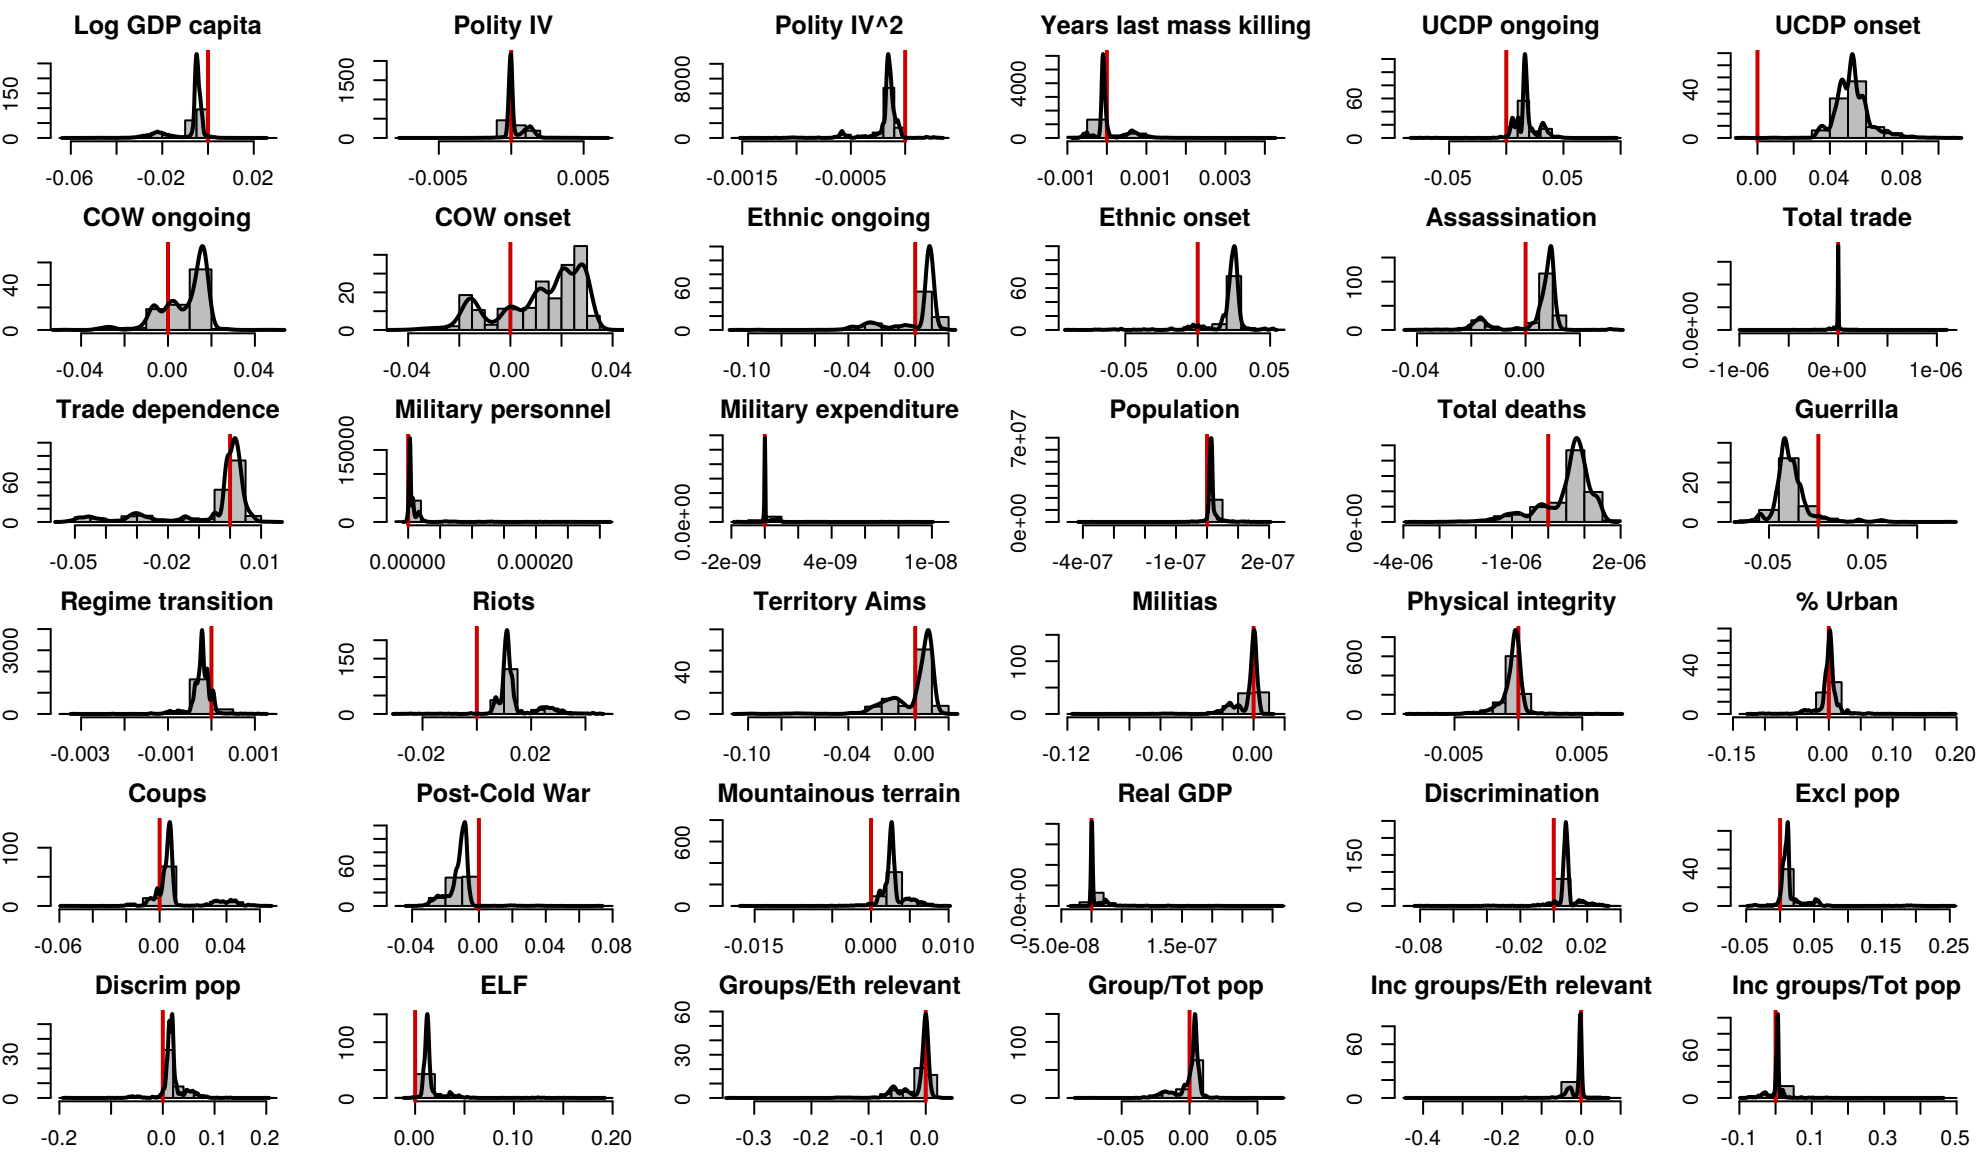 Log GDP capita Polity IV Polity IV^2 Years last mass killing UCDP ongoing UCDP onset
0 150 0 1500 0 8000 0 4000 0 60 0 40
-0.06 -0.02 0.02 -0.005 0.005 -0.0015 -0.0005 -0.001 0.001 0.003 -0.05 0.05 0.00 0.04 0.08
COW ongoing COW onset Ethnic ongoing Ethnic onset Assassination Total trade
0 40 0 20 0 60 0 60 0 100 0.0e+00
-0.04 0.00 0.04 -0.04 0.00 0.04 -0.10 -0.04 0.00 -0.05 0.00 0.05 -0.04 0.00 -1e-06 0e+00 1e-06
Trade dependence Military personnel Military expenditure Population Total deaths Guerrilla
0 60 0 150000 0.0e+00 0e+00 7e+07 0e+00 0 20
-0.05 -0.02 0.01 0.00000 0.00020 -2e-09 4e-09 1e-08 -4e-07 -1e-07 2e-07 -4e-06 -1e-06 2e-06 -0.05 0.05
Regime transition Riots Territory Aims Militias Physical integrity % Urban
0 3000 0 150 0 40 0 100 0 600 0 40
-0.003 -0.001 0.001 -0.02 0.02 -0.10 -0.04 0.00 -0.12 -0.06 0.00 -0.005 0.005 -0.15 0.00 0.10 0.20
Coups Post-Cold War Mountainous terrain Real GDP Discrimination Excl pop
0 100 0 60 0 600 0.0e+00 0 150 0 40
-0.06 0.00 0.04 -0.04 0.00 0.04 0.08 -0.015 0.000 0.010 -5.0e-08 1.5e-07 -0.08 -0.02 0.02 -0.05 0.05 0.15 0.25
Discrim pop ELF Groups/Eth relevant Group/Tot pop Inc groups/Eth relevant Inc groups/Tot pop
0 30 0 100 0 30 60 0 100 0 60 0 60
-0.2 0.0 0.1 0.2 0.00 0.10 0.20 -0.3 -0.2 -0.1 0.0 -0.05 0.00 0.05 -0.4 -0.2 0.0 -0.1 0.1 0.3 0.5